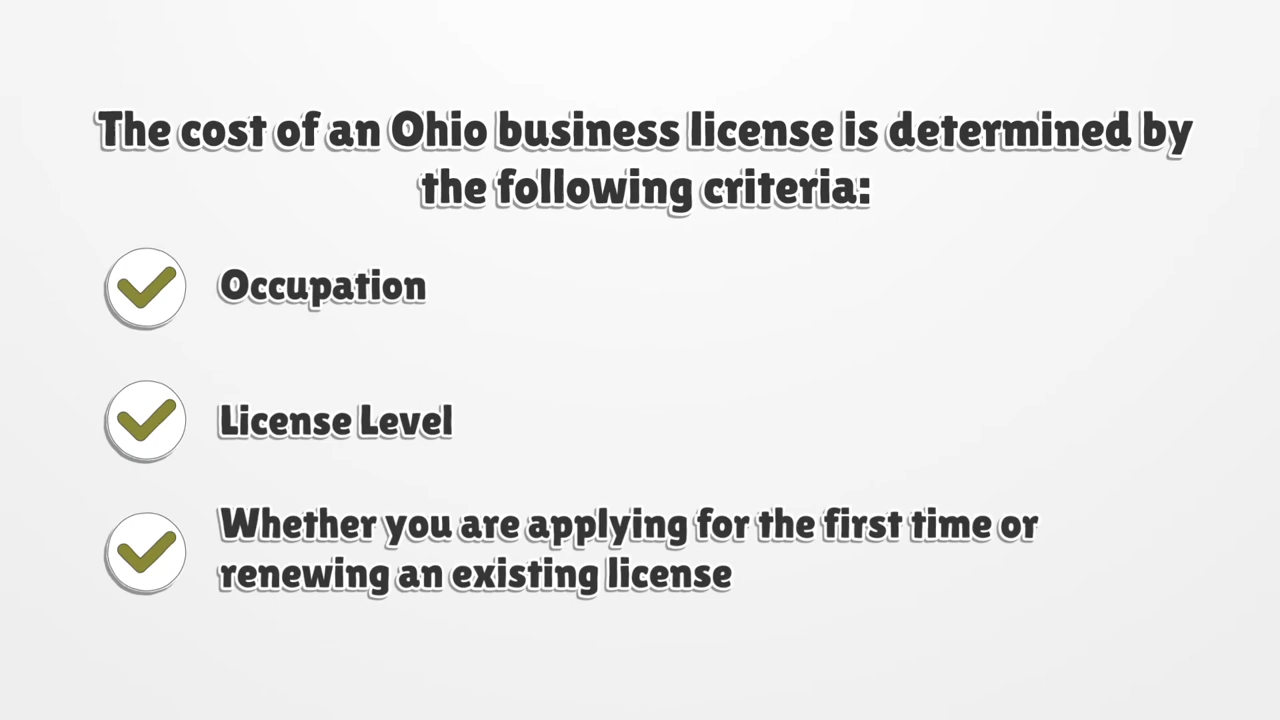 The cost of an Ohio business license is determined by
the following criteria:
Occupation
License Level
Whether you are applying for the first time or
renewing an existing license